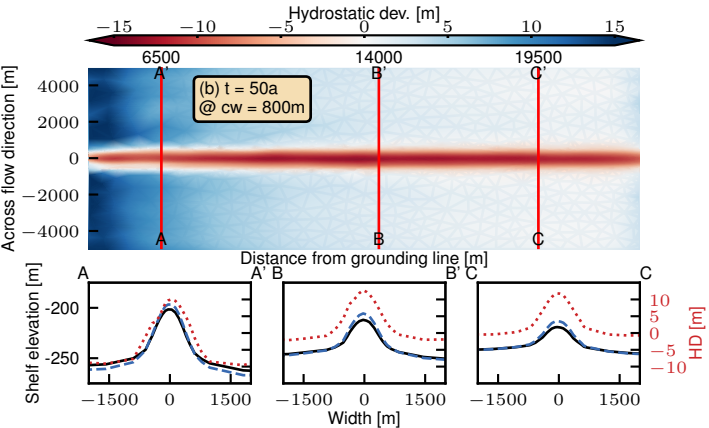 Hydrostatic dev. [m]
−15 −10 −5 0 5 10 15
6500 14000 19500
A’ B’ C’
(b) t = 50a
@ cw = 800m
Across flow direction [m]
4000
2000
0
−2000
−4000
A B C
Distance from grounding line [m]
A A’ B B’ C C
Shelf elevation [m]
-200
-250
10
5
0
−5
−10
HD [m]
−1500 0 1500 −1500 0 1500 −1500 0 1500
Width [m]